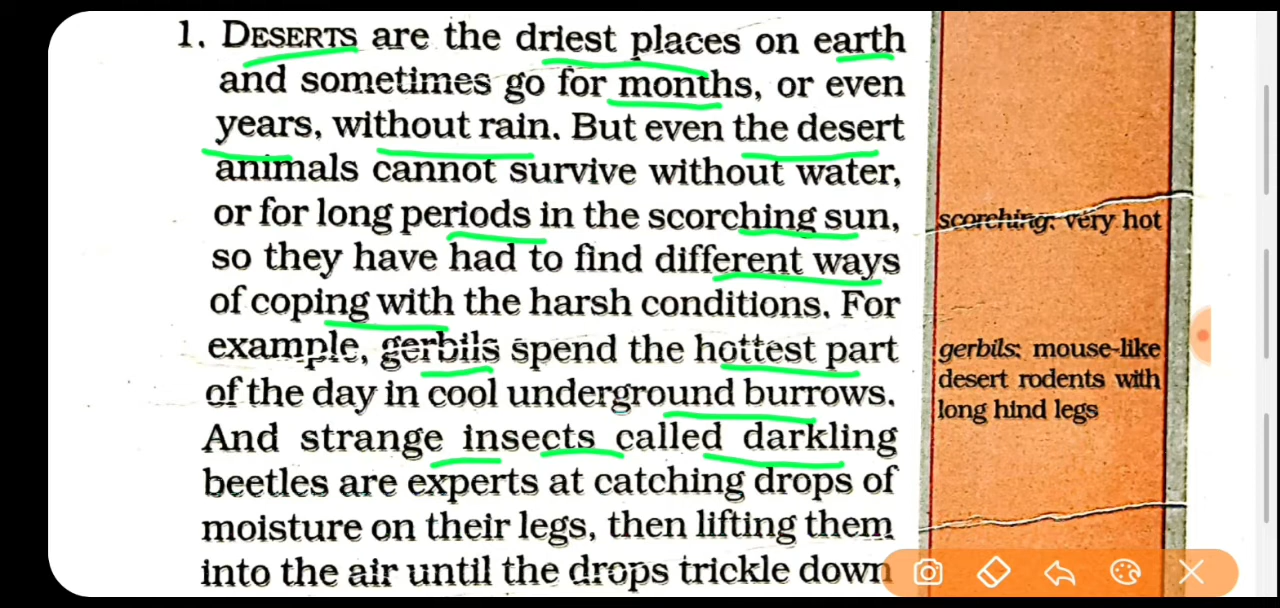 1. DESERTS are the driest places on earth
and sometimes go for months, or even
years, without rain. But even the desert
animals cannot survive without water,
or for long periods in the scorching sun,
so they have had to find different ways
of coping with the harsh conditions. For
example, gerbils spend the hottest part
of the day in cool underground burrows.
And strange insects called darkling
beetles are experts at catching drops of
moisture on their legs, then lifting them
into the air until the drops trickle down
scorching: very hot
gerbils: mouse-like
desert rodents with
long hind legs